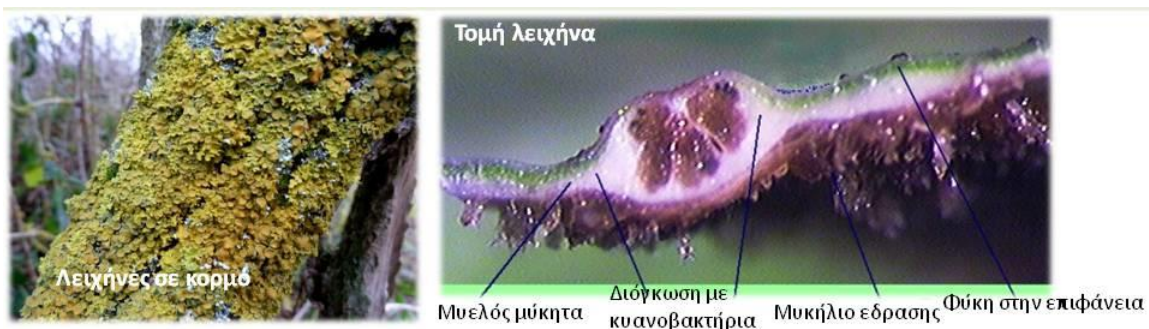 Λειχήνες σε κορμό
Τομή λειχήνα
Μυελός μύκητα
Διόγκωση με
κυανοβακτήρια
Μυκήλιο εδρασης
Φύκη στην επιφάνεια